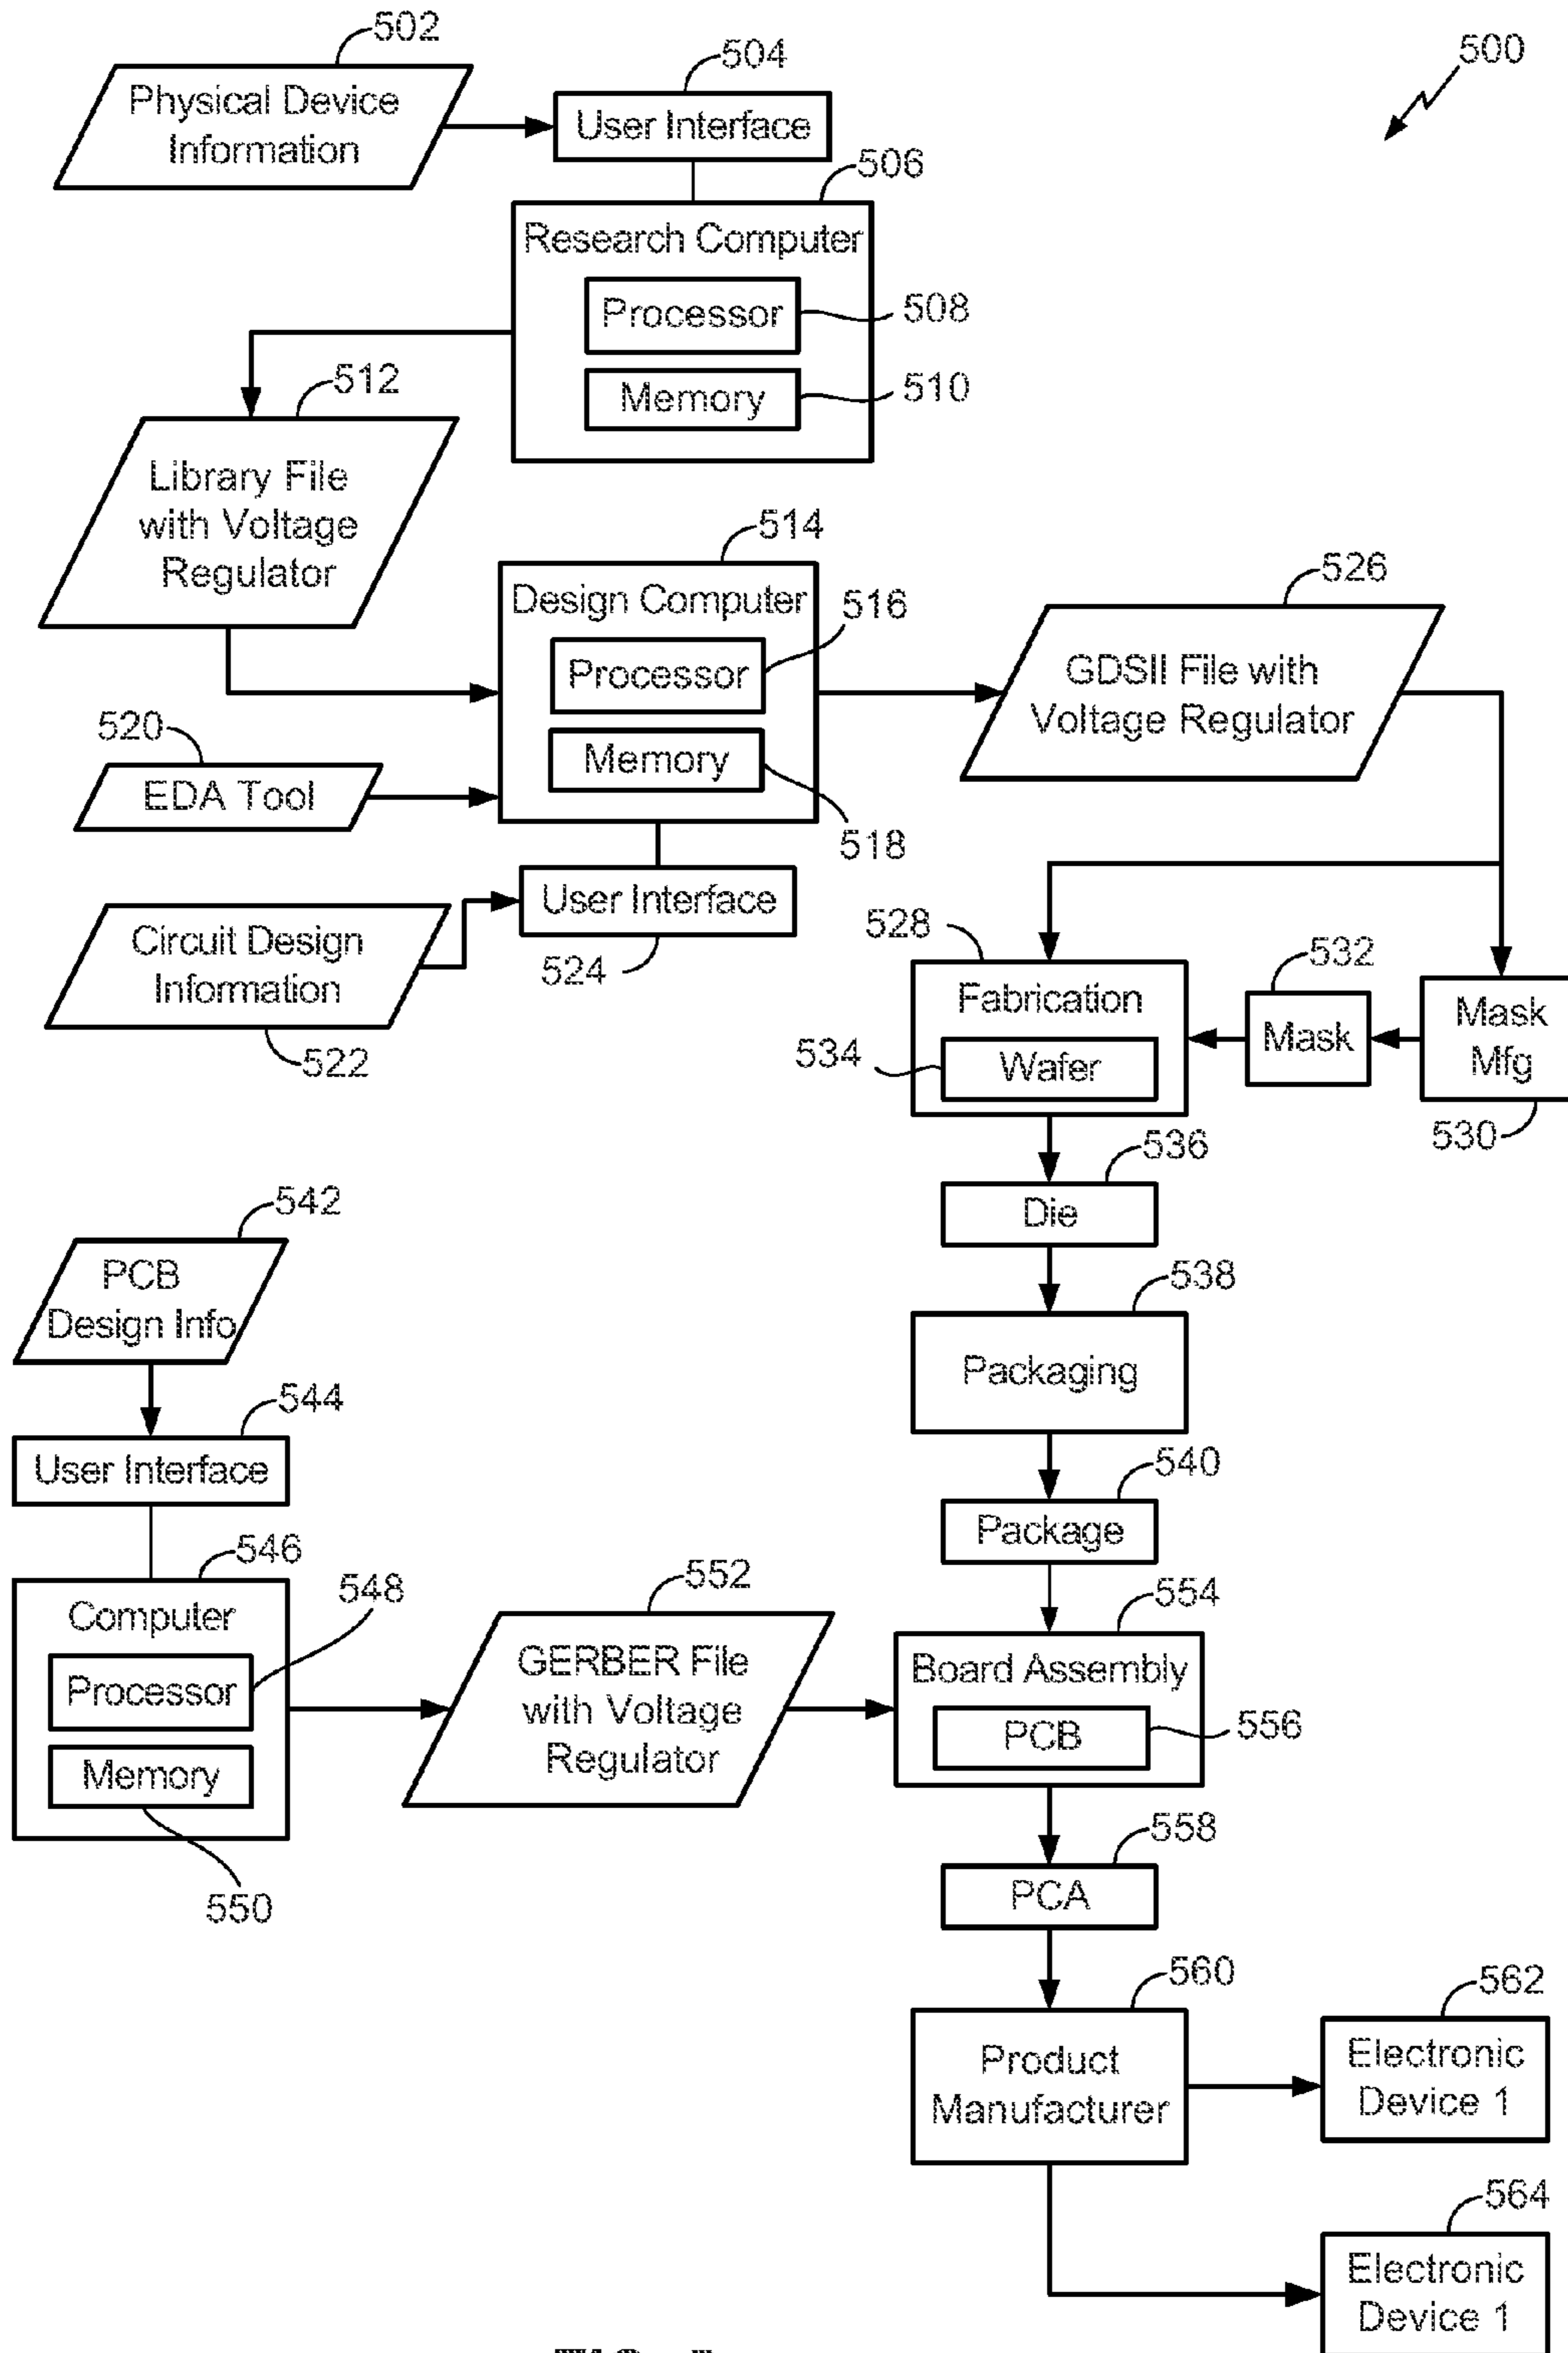 502
Physical Device
Information
504
User Interface
500
506
Research Computer
Processor
508
Memory
510
512
Library File
with Voltage
Regulator
514
Design Computer
516
Processor
Memory
518
526
GDSII File with
Voltage Regulator
520
EDA Tool
User Interface
524
Circuit Design
Information
522
528
Fabrication
534
Wafer
532
Mask
Mask
Mfg
530
536
Die
538
Packaging
540
Package
542
PCB
Design Info
544
User Interface
546
Computer
548
Processor
Memory
550
552
GERBER File
with Voltage
Regulator
554
Board Assembly
PCB
556
558
PCA
560
Product
Manufacturer
562
Electronic
Device 1
564
Electronic
Device 1